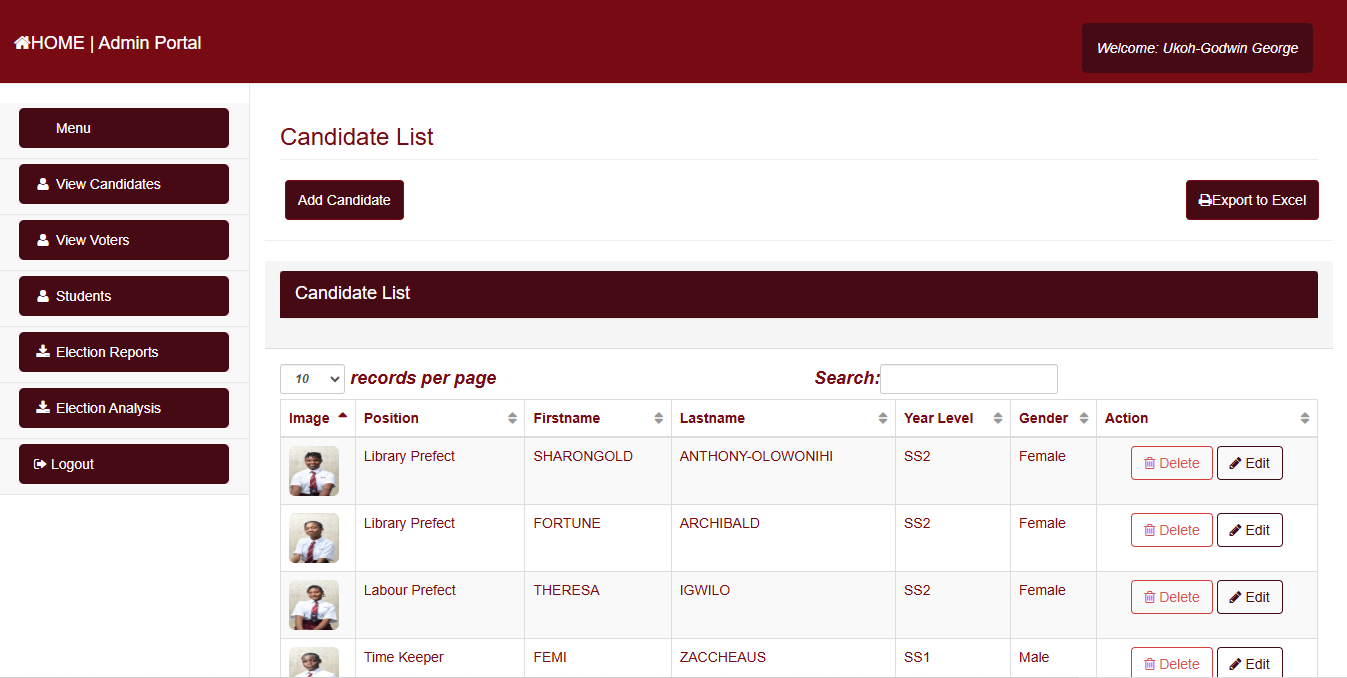 HOME | Admin Portal
Welcome: Ukoh-Godwin George
Menu
View Candidates
View Voters
Students
Election Reports
Election Analysis
Logout
Candidate List
Add Candidate
Export to Excel
Candidate List
10 records per page
Search:
Image Position Firstname Lastname Year Level Gender Action
Library Prefect SHARONGOLD ANTHONY-OLOWONIHI SS2 Female Delete Edit
Library Prefect FORTUNE ARCHIBALD SS2 Female Delete Edit
Labour Prefect THERESA IGWILO SS2 Female Delete Edit
Time Keeper FEMI ZACCHEAUS SS1 Male Delete Edit